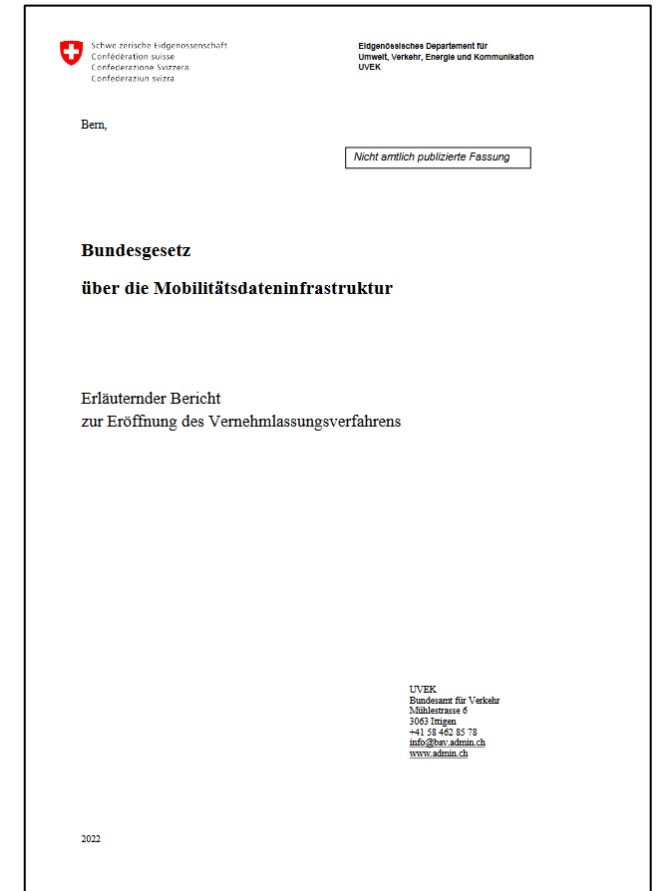 Schweizerische Eidgenossenschaft
Confédération suisse
Confederazione Svizzera
Confederaziun svizra
Eidgenössisches Departement für
Umwelt, Verkehr, Energie und Kommunikation
UVEK
Bern,
Nicht amtlich publizierte Fassung
Bundesgesetz
über die Mobilitätsdateninfrastruktur
Erläuternder Bericht
zur Eröffnung des Vernehmlassungsverfahrens
UVEK
Bundesamt für Verkehr
Mühlestrasse 6
3063 Ittigen
+41 58 462 85 78
info@bav.admin.ch
www.admin.ch
2022